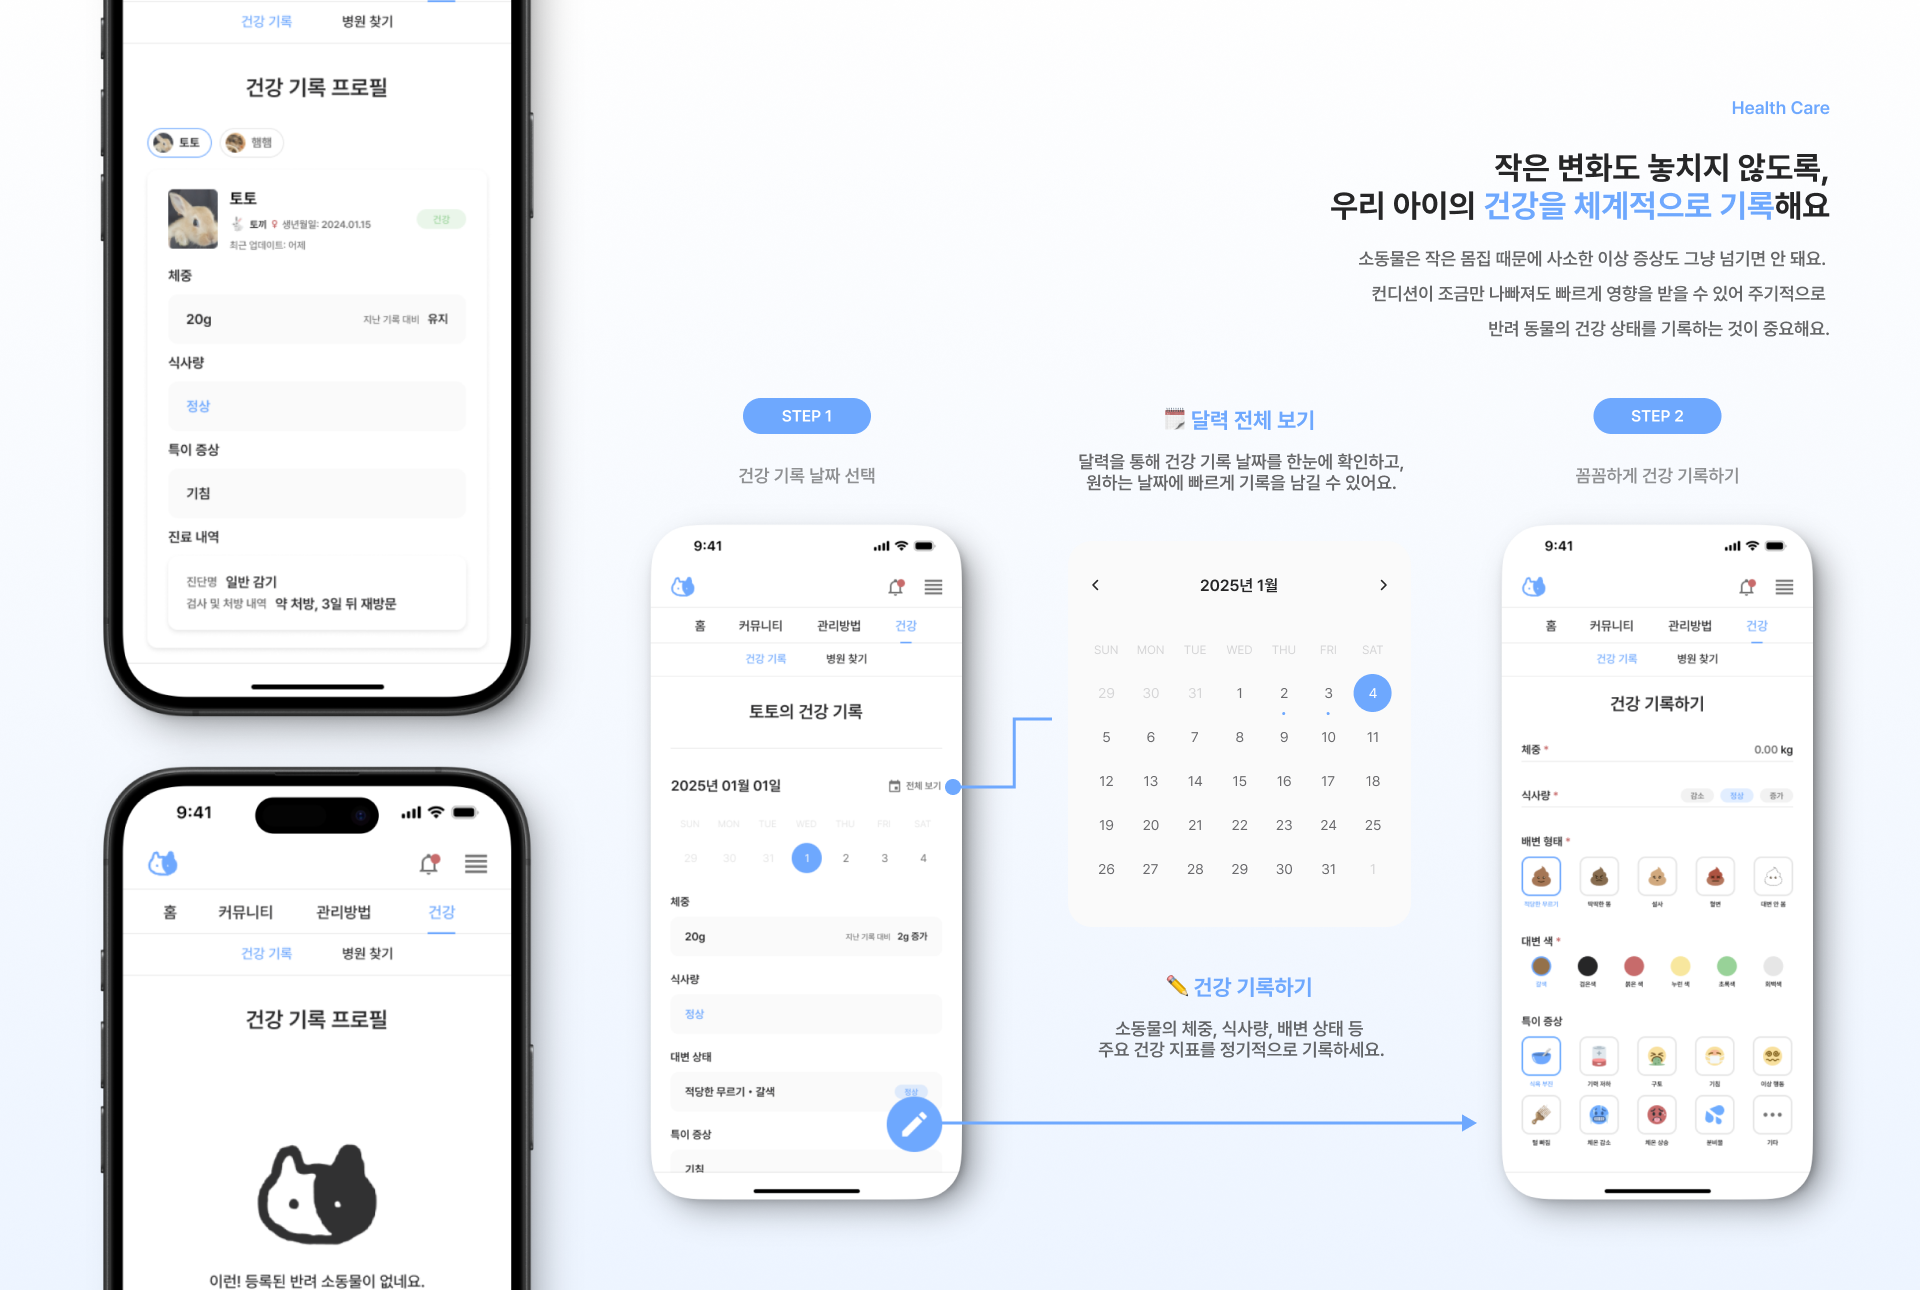 건강 기록
병원 찾기
건강 기록 프로필
토토
햄햄
토토
토끼 ♀ 생년월일: 2024.01.15
최근 업데이트: 어제
건강
체중
20g
지난 기록 대비 유지
식사량
정상
특이 증상
기침
진료 내역
진단명 일반 감기
검사 및 처방 내역 약 처방, 3일 뒤 재방문
9:41
홈
커뮤니티
관리방법
건강
건강 기록
병원 찾기
건강 기록 프로필
이런! 등록된 반려 소동물이 없네요.
Health Care
작은 변화도 놓치지 않도록,
우리 아이의 건강을 체계적으로 기록해요
소동물은 작은 몸집 때문에 사소한 이상 증상도 그냥 넘기면 안 돼요.
컨디션이 조금만 나빠져도 빠르게 영향을 받을 수 있어 주기적으로
반려 동물의 건강 상태를 기록하는 것이 중요해요.
STEP 1
건강 기록 날짜 선택
9:41
홈
커뮤니티
관리방법
건강
건강 기록
병원 찾기
토토의 건강 기록
2025년 01월 01일
전체 보기
SUN MON TUE WED THU FRI SAT
29 30 31 1 2 3 4
체중
20g
지난 기록 대비 2g 증가
식사량
정상
대변 상태
적당한 무르기 • 갈색
정상
특이 증상
기침
달력 전체 보기
달력을 통해 건강 기록 날짜를 한눈에 확인하고,
원하는 날짜에 빠르게 기록을 남길 수 있어요.
2025년 1월
SUN MON TUE WED THU FRI SAT
29 30 31 1 2 3 4
5 6 7 8 9 10 11
12 13 14 15 16 17 18
19 20 21 22 23 24 25
26 27 28 29 30 31 1
건강 기록하기
소동물의 체중, 식사량, 배변 상태 등
주요 건강 지표를 정기적으로 기록하세요.
STEP 2
꼼꼼하게 건강 기록하기
9:41
홈
커뮤니티
관리방법
건강
건강 기록
병원 찾기
건강 기록하기
체중 *
0.00 kg
식사량 *
감소 정상 증가
배변 형태 *
적당한 무르기 딱딱한 똥 설사 혈변 대변 안 봄
대변 색 *
갈색 검은색 붉은 색 누런 색 초록색 회백색
특이 증상
식욕 부진 기력 저하 구토 기침 이상 행동
털 빠짐 체온 감소 체온 상승 분비물 기타